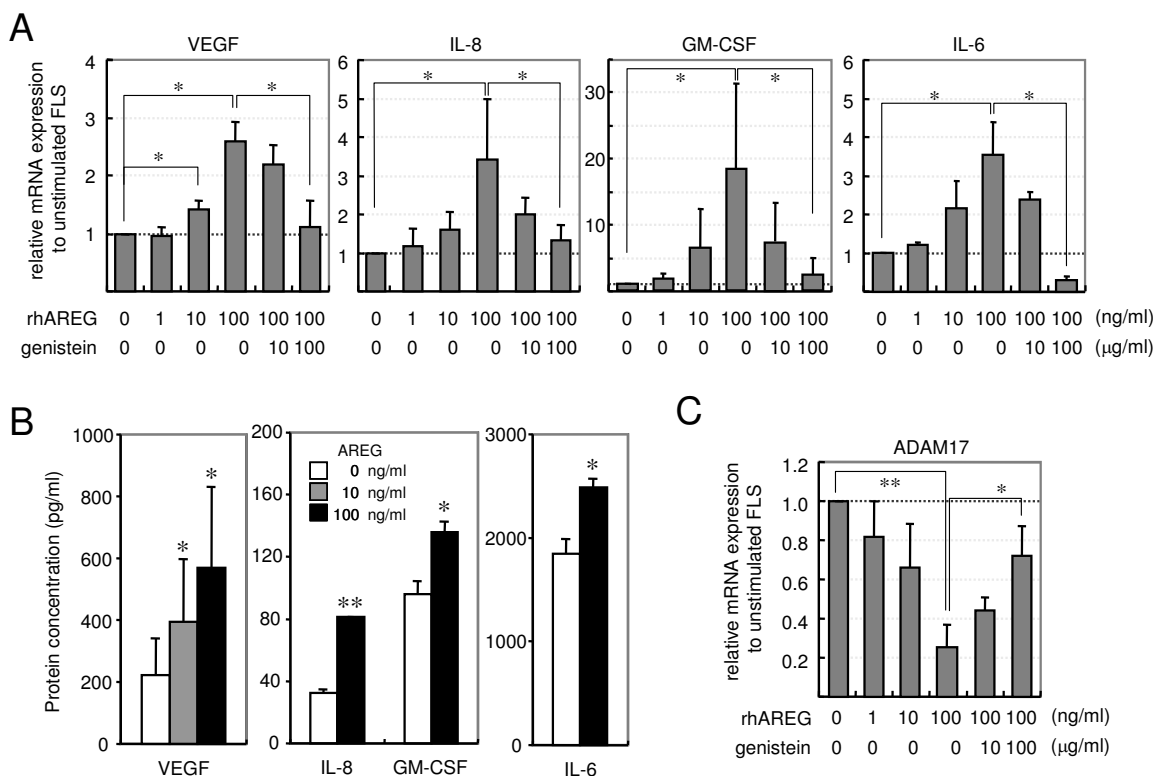 A
VEGF
IL-8
GM-CSF
IL-6
relative mRNA expression
to unstimulated FLS
4
3
2
1
*
*
*
6
5
4
3
2
1
*
*
30
20
10
*
*
6
5
4
3
2
1
*
*
rhAREG 0 1 10 100 100 100 0 1 10 100 100 100 0 1 10 100 100 100 0 1 10 100 100 100 (ng/ml)
genistein 0 0 0 0 10 100 0 0 0 0 10 100 0 0 0 0 10 100 0 0 0 0 10 100 (μg/ml)
B
Protein concentration (pg/ml)
1000
800
600
400
200
0
*
*
VEGF
200
160
120
80
40
0
AREG
0 ng/ml
10 ng/ml
100 ng/ml
**
*
IL-8 GM-CSF
3000
2000
1000
0
*
IL-6
C
ADAM17
relative mRNA expression
to unstimulated FLS
1.2
1.0
0.8
0.6
0.4
0.2
**
*
rhAREG 0 1 10 100 100 100 (ng/ml)
genistein 0 0 0 0 10 100 (μg/ml)